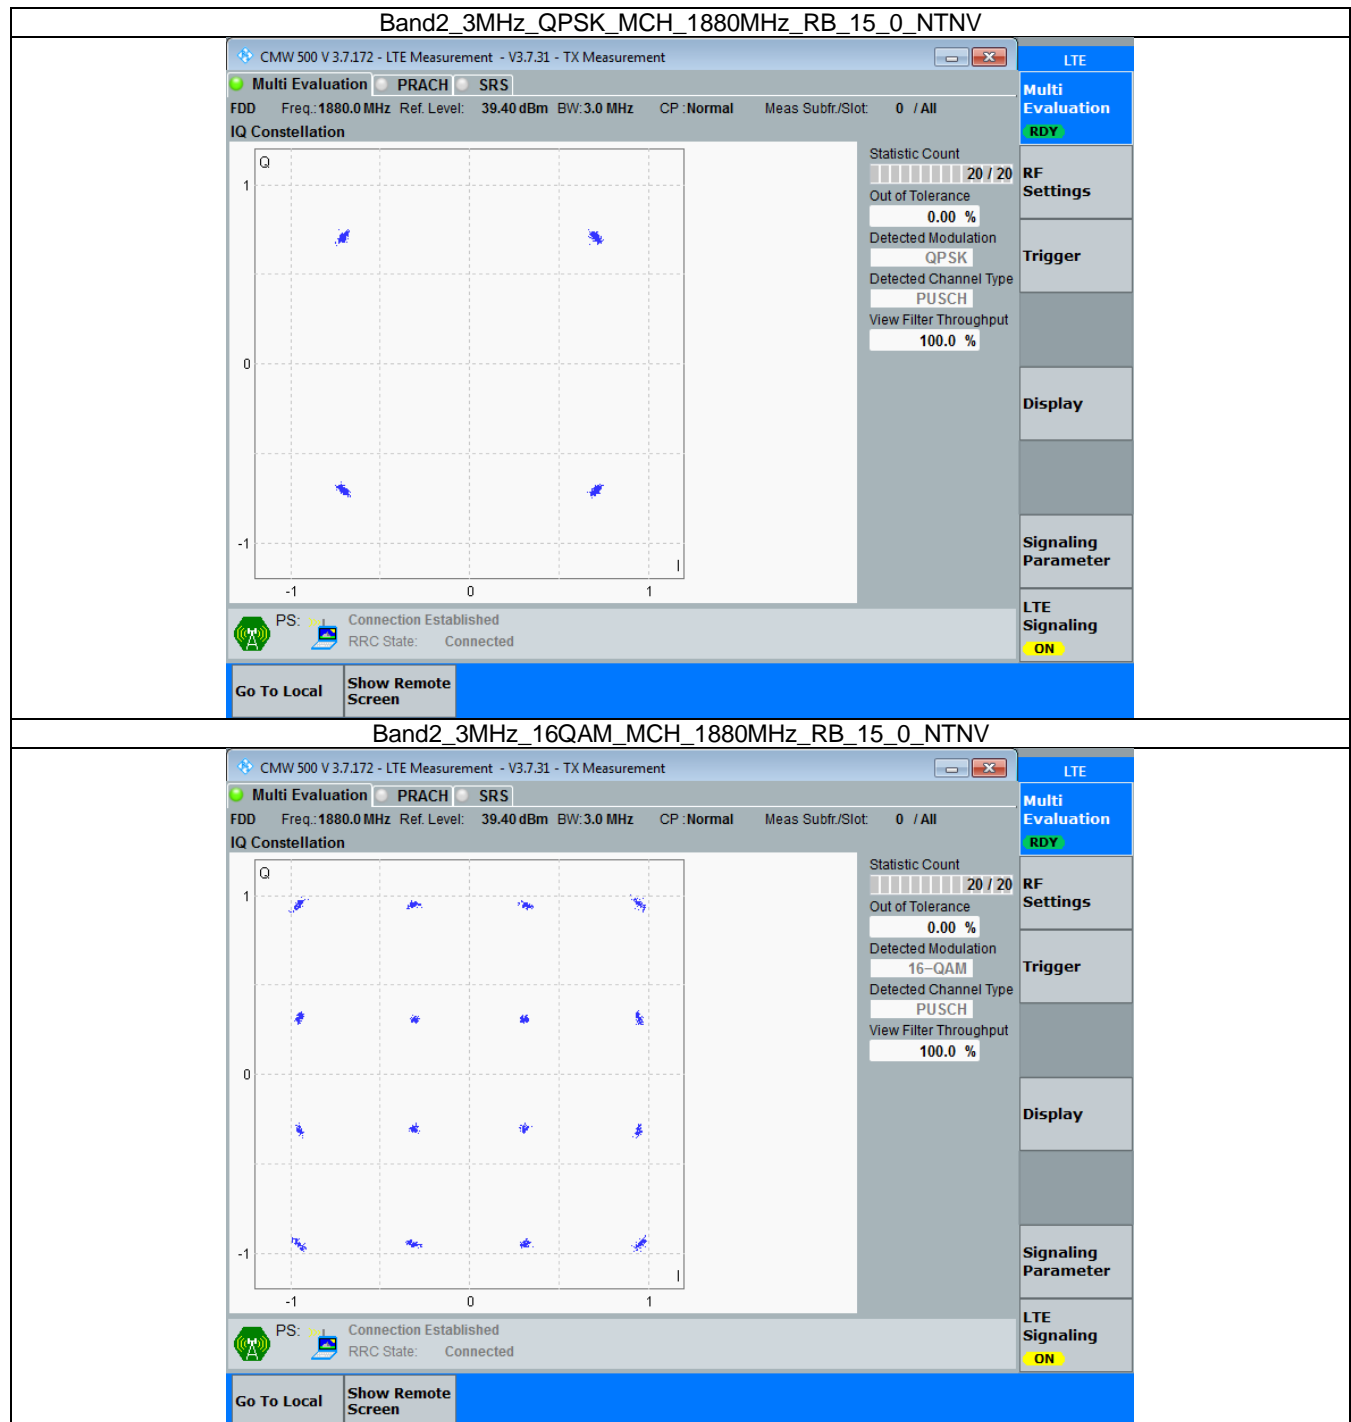 Band2_3MHz_QPSK_MCH_1880MHz_RB_15_0_NTNV
CMW 500 V 3.7.172 - LTE Measurement - V3.7.31 - TX Measurement
LTE
Multi Evaluation PRACH SRS
Multi
Evaluation
RDY
FDD Freq.: 1880.0 MHz Ref. Level: 39.40 dBm BW: 3.0 MHz CP : Normal Meas Subfr./Slot: 0 / All
IQ Constellation
Q
1
0
-1
I
-1 0 1
Statistic Count
20 / 20
Out of Tolerance
0.00 %
Detected Modulation
QPSK
Detected Channel Type
PUSCH
View Filter Throughput
100.0 %
RF
Settings
Trigger
Display
Signaling
Parameter
LTE
Signaling
ON
PS: Connection Established
RRC State: Connected
Go To Local
Show Remote
Screen
Band2_3MHz_16QAM_MCH_1880MHz_RB_15_0_NTNV
CMW 500 V 3.7.172 - LTE Measurement - V3.7.31 - TX Measurement
LTE
Multi Evaluation PRACH SRS
Multi
Evaluation
RDY
FDD Freq.: 1880.0 MHz Ref. Level: 39.40 dBm BW: 3.0 MHz CP : Normal Meas Subfr./Slot: 0 / All
IQ Constellation
Q
1
0
-1
I
-1 0 1
Statistic Count
20 / 20
Out of Tolerance
0.00 %
Detected Modulation
16-QAM
Detected Channel Type
PUSCH
View Filter Throughput
100.0 %
RF
Settings
Trigger
Display
Signaling
Parameter
LTE
Signaling
ON
PS: Connection Established
RRC State: Connected
Go To Local
Show Remote
Screen